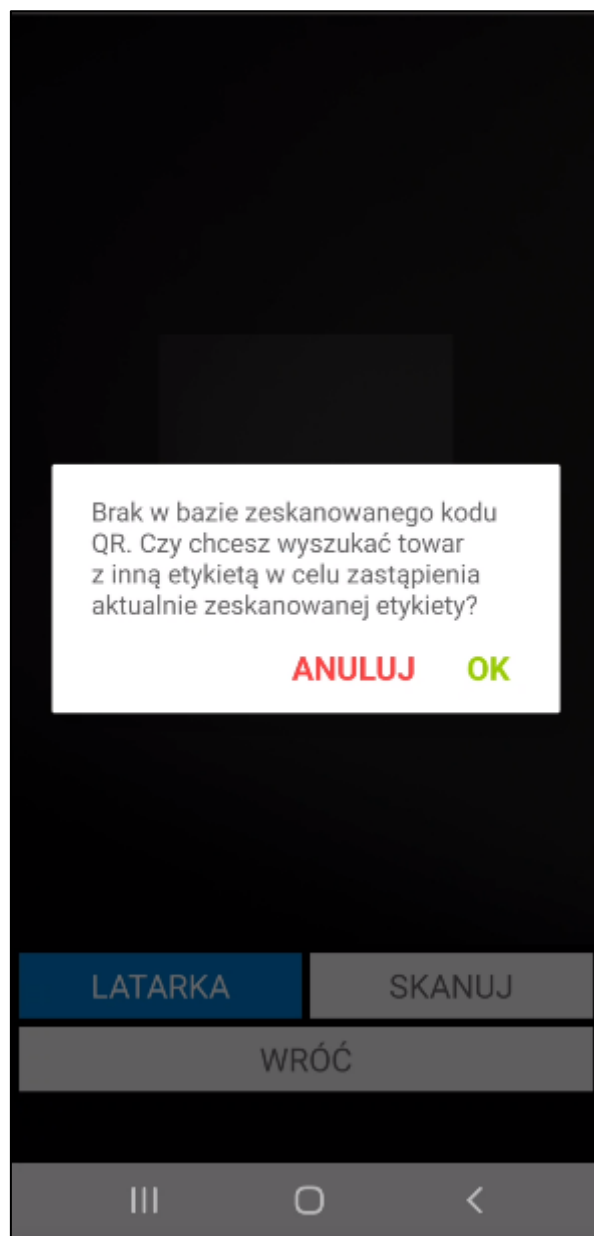 Brak w bazie zeskanowanego kodu
QR. Czy chcesz wyszukać towar
z inną etykietą w celu zastąpienia
aktualnie zeskanowanej etykiety?
ANULUJ OK
LATARKA SKANUJ
WRÓĆ